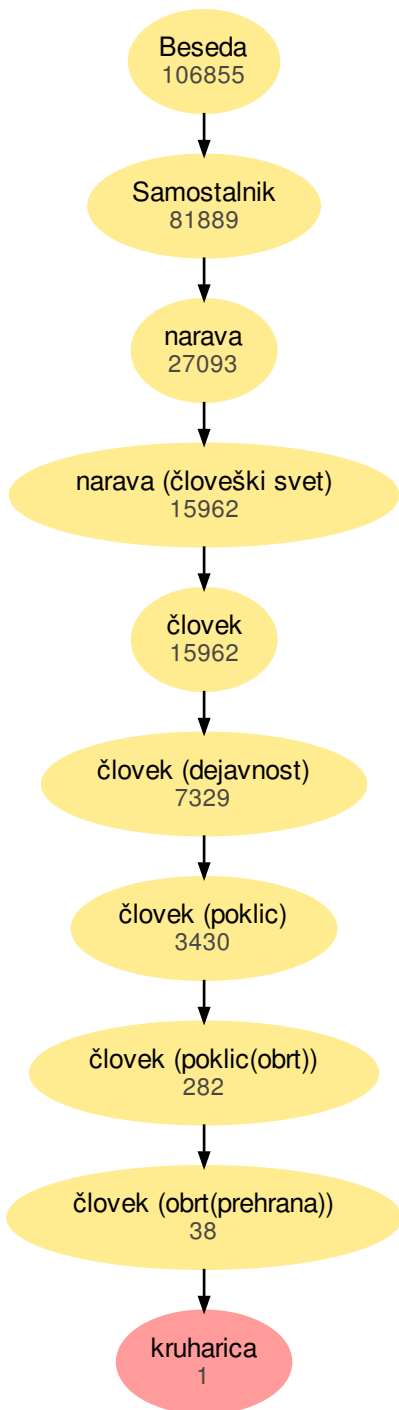 Beseda
106855
Samostalnik
81889
narava
27093
narava (človeški svet)
15962
človek
15962
človek (dejavnost)
7329
človek (poklic)
3430
človek (poklic(obrt))
282
človek (obrt(prehrana))
38
kruharica
1